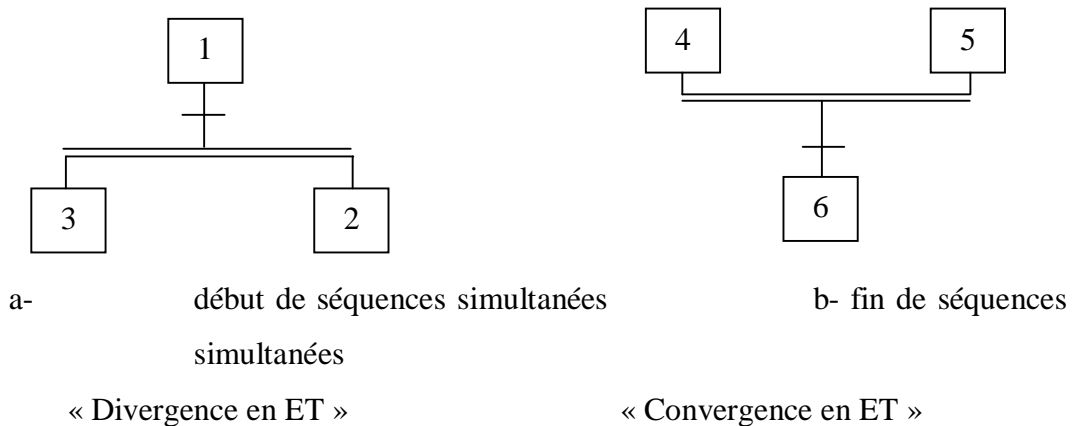 1
4 5
3 2
6
a- début de séquences simultanées b- fin de séquences
simultanées
« Divergence en ET » « Convergence en ET »